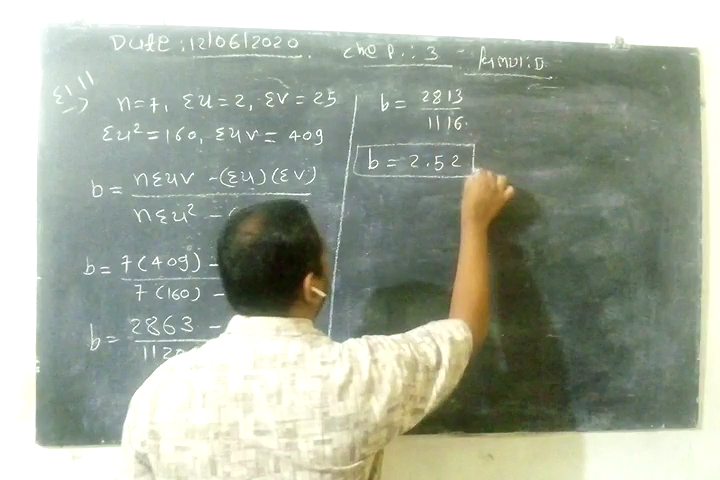 Date : 12/06/2020
Chap. : 3
n = 7, Σu = 2, Σv = 25
Σu² = 160, Σuv = 409
b = nΣuv - (Σu)(Σv)
nΣu² -
b = 7(409) -
7(160) -
b = 2863 -
1120
b = 2813
1116.
b = 2.52